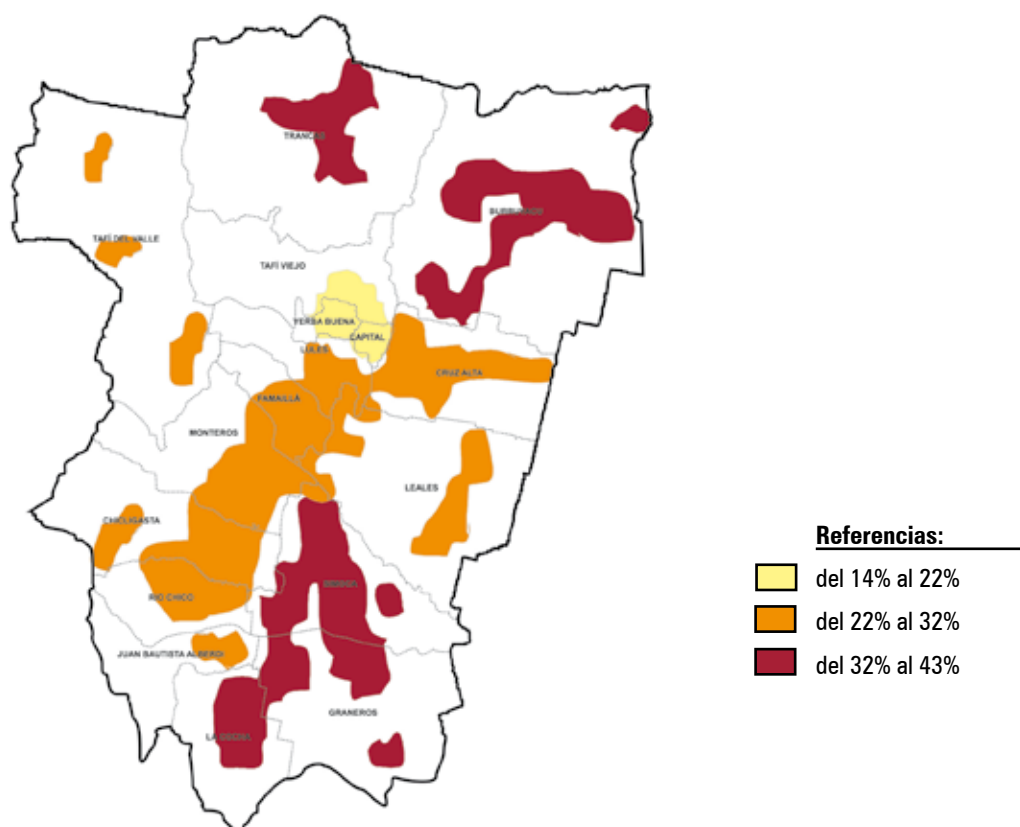 TRANCAS
BURRUYACU
TAFÍ DEL VALLE
TAFÍ VIEJO
YERBA BUENA
CAPITAL
LULES
CRUZ ALTA
FAMAILLÁ
MONTEROS
LEALES
CHICLIGASTA
SIMOCA
RIO CHICO
JUAN BAUTISTA ALBERDI
GRANEROS
LA COCHA
Referencias:
del 14% al 22%
del 22% al 32%
del 32% al 43%